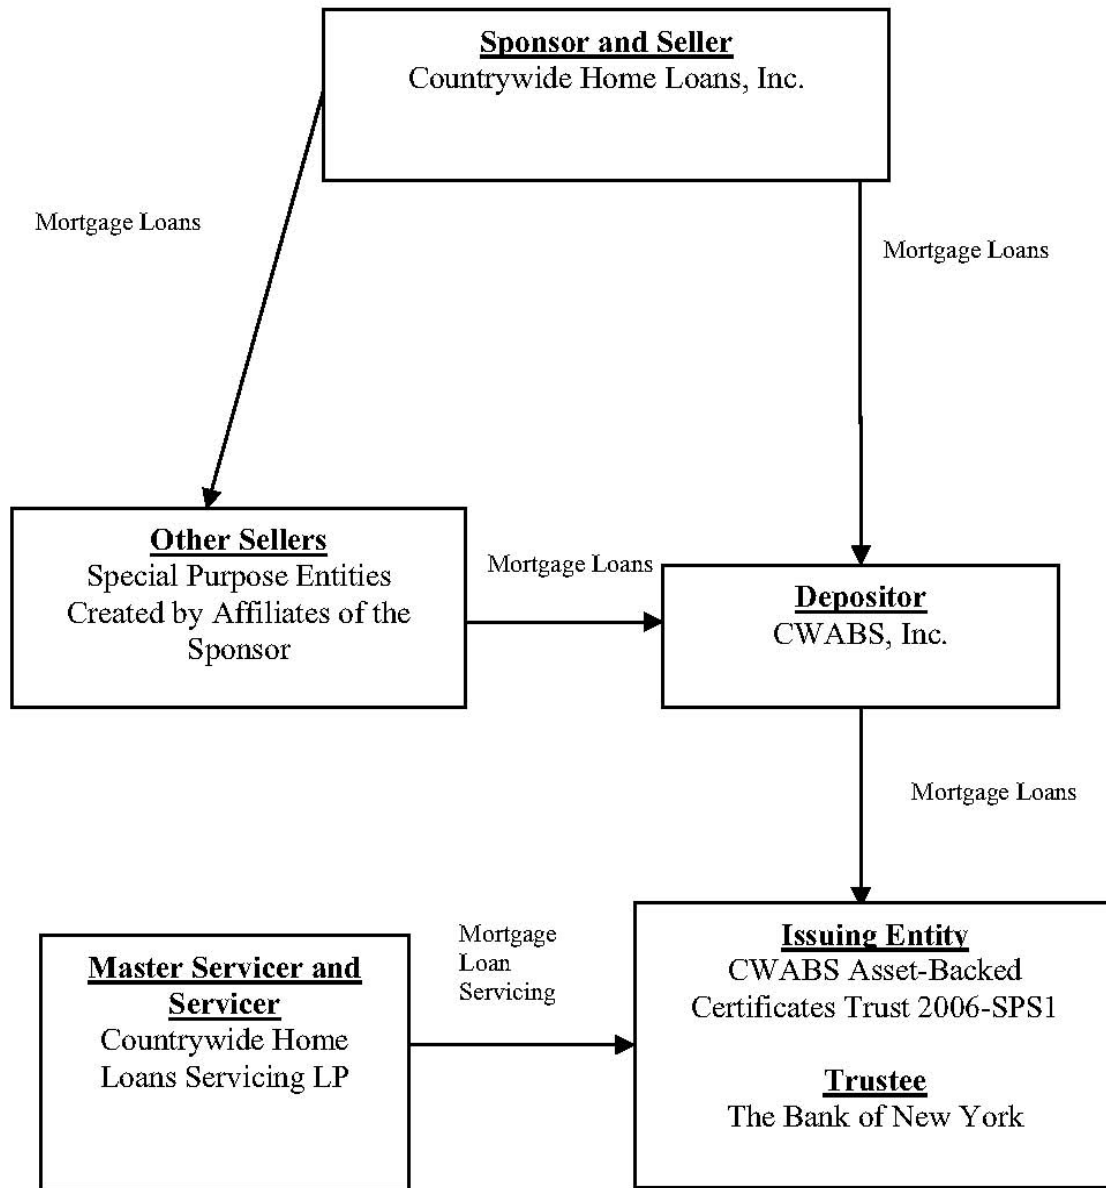 Sponsor and Seller
Countrywide Home Loans, Inc.
Mortgage Loans
Mortgage Loans
Other Sellers
Special Purpose Entities
Created by Affiliates of the
Sponsor
Mortgage Loans
Depositor
CWABS, Inc.
Mortgage Loans
Master Servicer and
Servicer
Countrywide Home
Loans Servicing LP
Mortgage
Loan
Servicing
Issuing Entity
CWABS Asset-Backed
Certificates Trust 2006-SPS1
Trustee
The Bank of New York